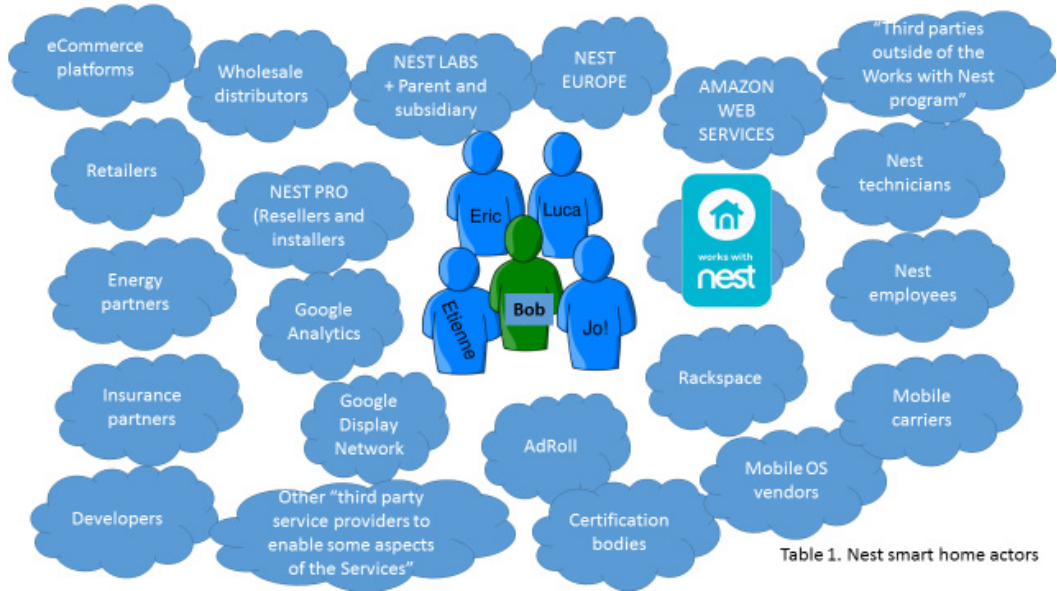 eCommerce
platforms
Wholesale
distributors
NEST LABS
+ Parent and
subsidiary
NEST
EUROPE
AMAZON
WEB
SERVICES
“Third parties
outside of the
Works with Nest
program”
Retailers
NEST PRO
(Resellers and
installers
Eric
Luca
works with
nest
Nest
technicians
Energy
partners
Google
Analytics
Etienne
Bob
Jo!
Nest
employees
Insurance
partners
Google
Display
Network
AdRoll
Rackspace
Mobile
carriers
Developers
Other “third party
service providers to
enable some aspects
of the Services”
Certification
bodies
Mobile OS
vendors
Table 1. Nest smart home actors